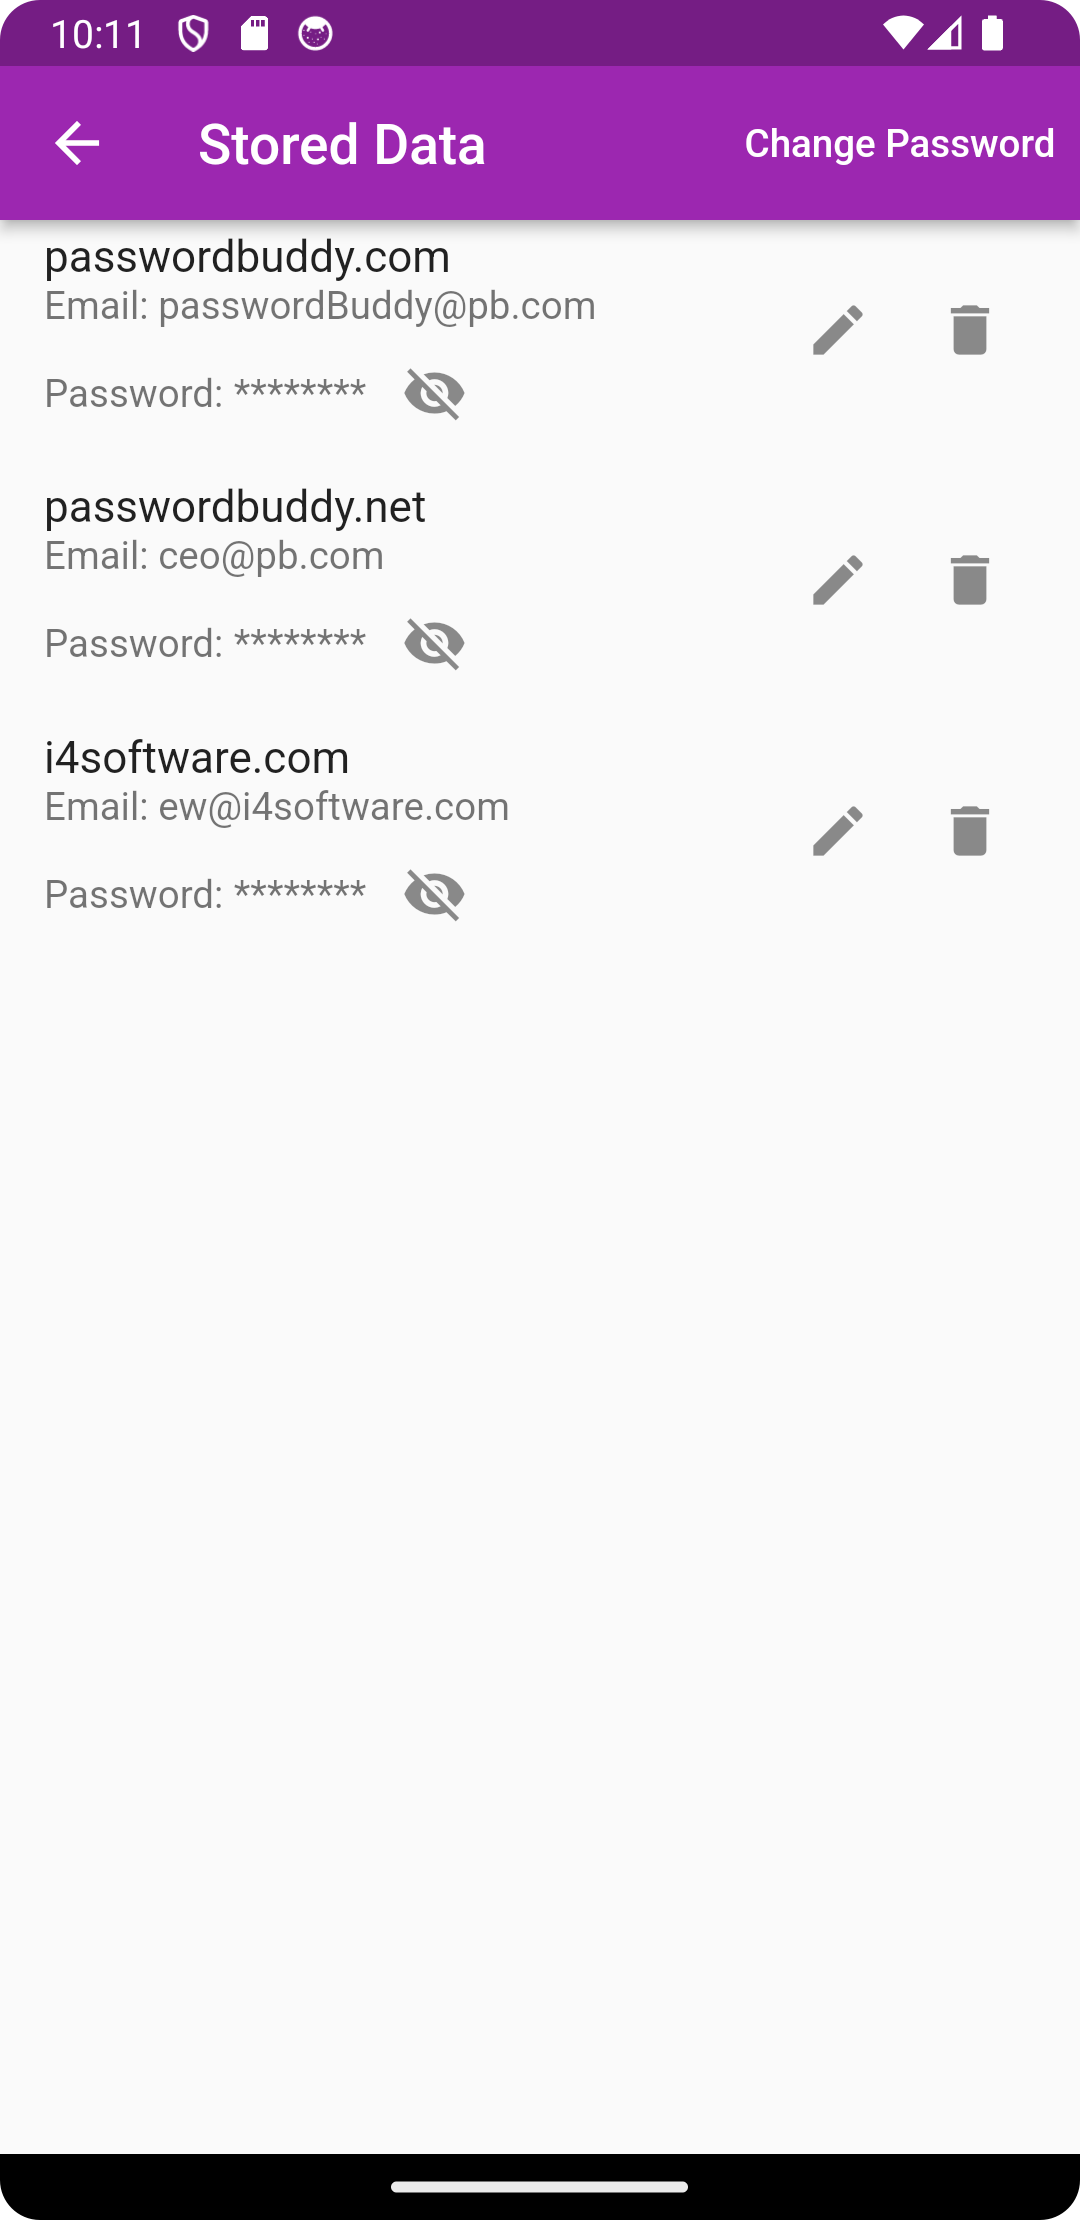 10:11
Stored Data
Change Password
passwordbuddy.com
Email: passwordBuddy@pb.com
Password: ********
passwordbuddy.net
Email: ceo@pb.com
Password: ********
i4software.com
Email: ew@i4software.com
Password: ********